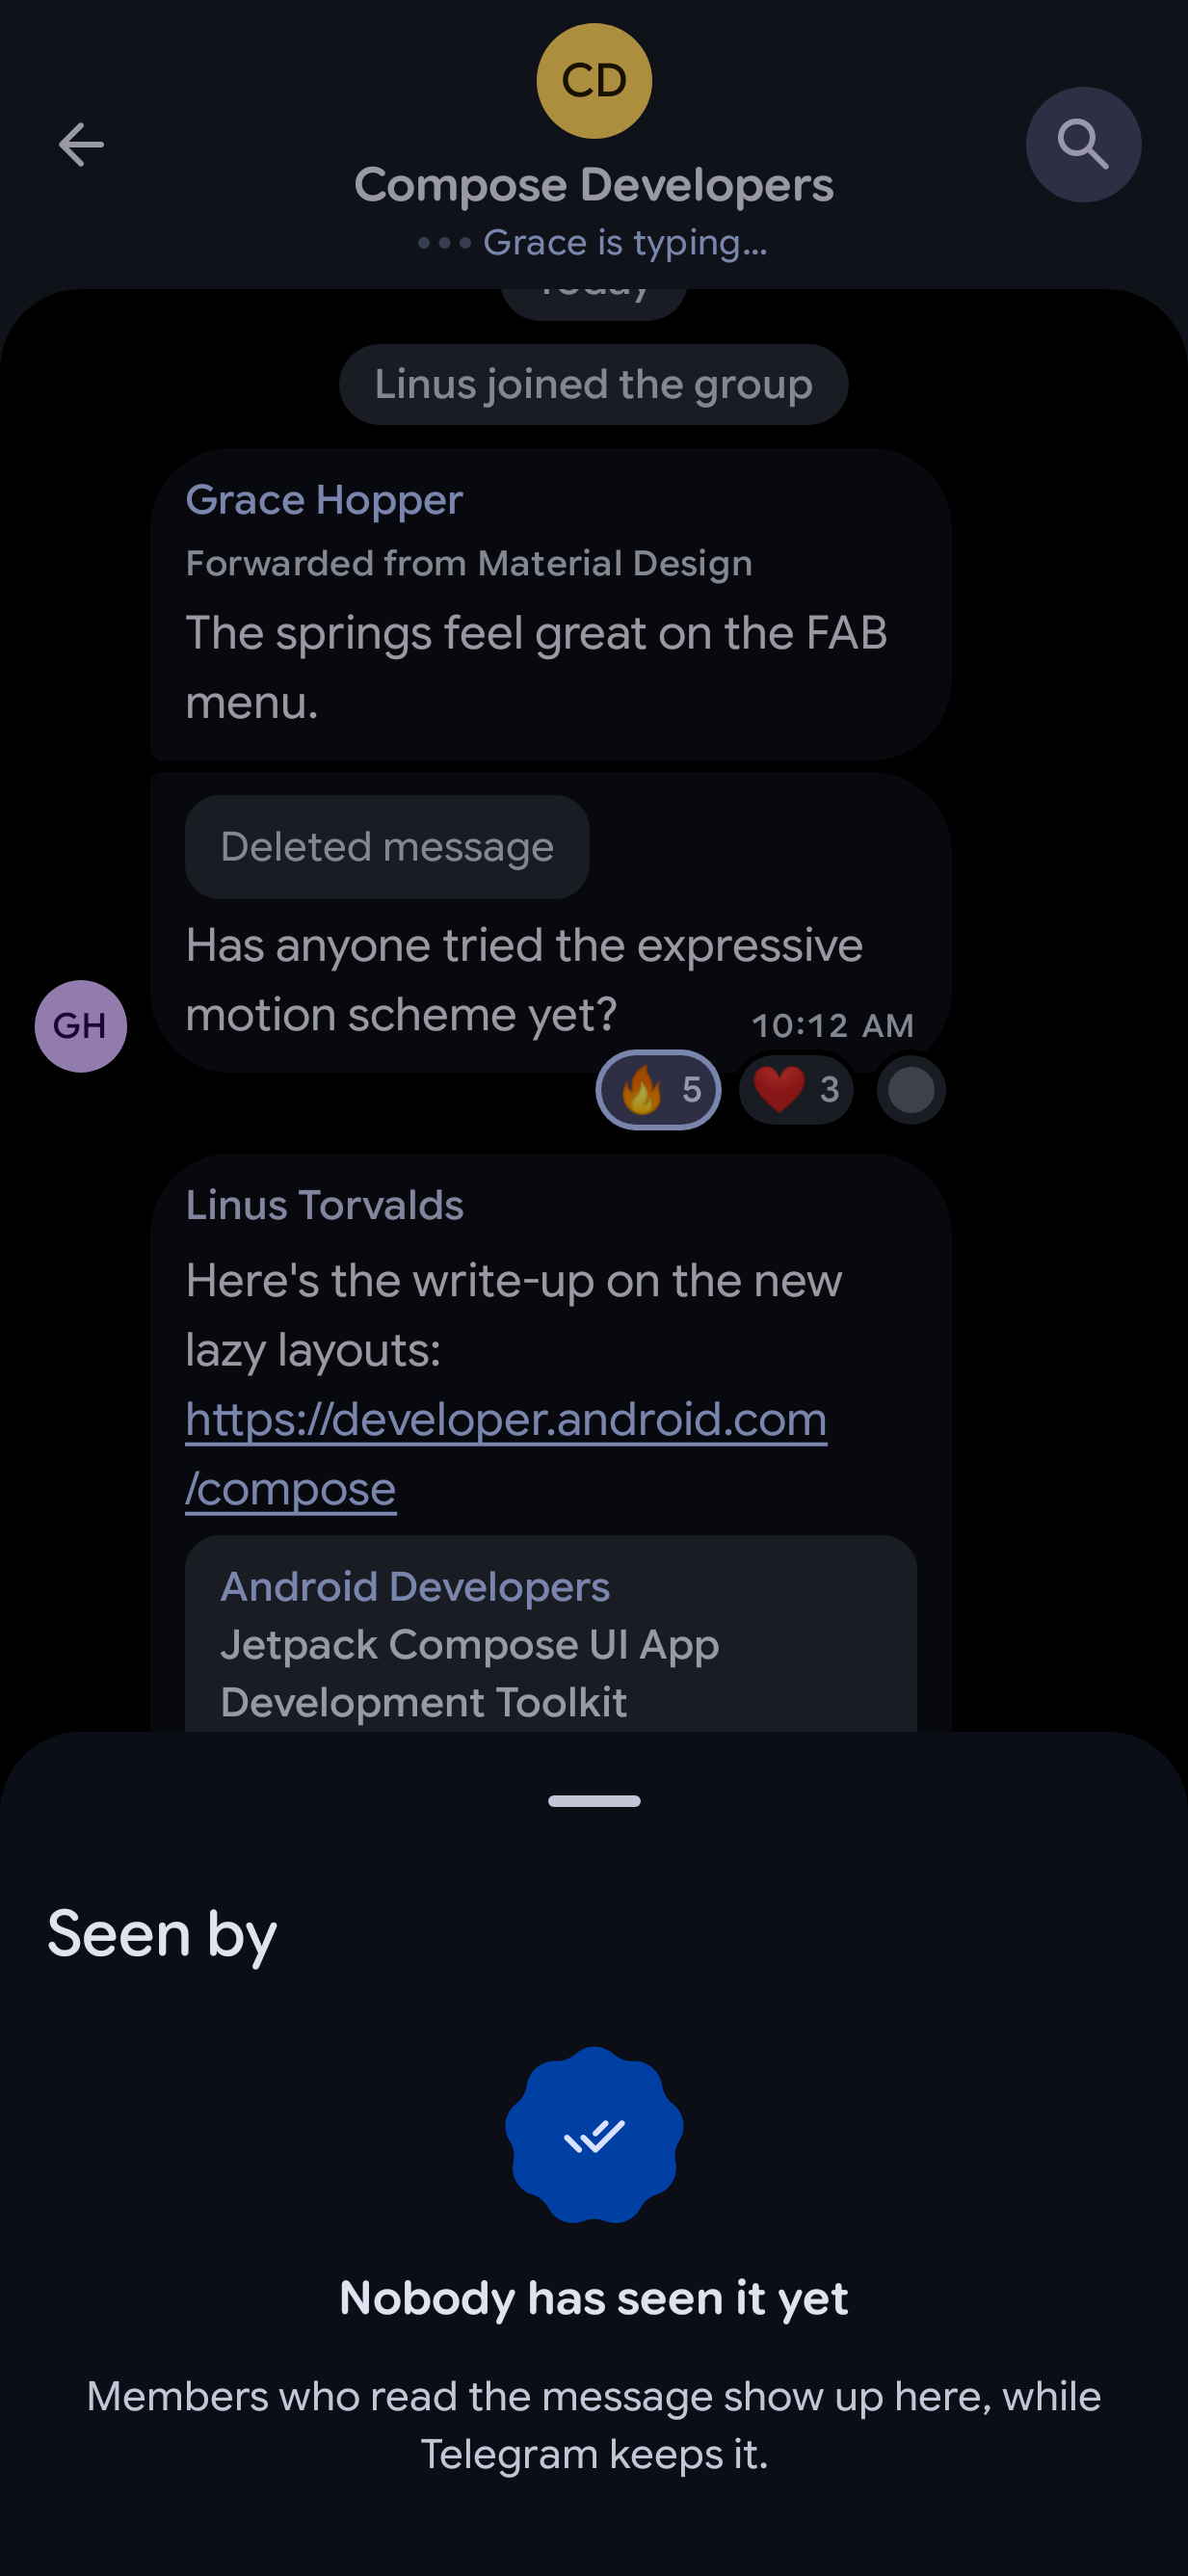 CD
Compose Developers
Grace is typing...
Today
Linus joined the group
Grace Hopper
Forwarded from Material Design
The springs feel great on the FAB
menu.
Deleted message
Has anyone tried the expressive
motion scheme yet?
10:12 AM
GH
🔥 5 ❤️ 3
Linus Torvalds
Here's the write-up on the new
lazy layouts:
https://developer.android.com
/compose
Android Developers
Jetpack Compose UI App
Development Toolkit
Seen by
Nobody has seen it yet
Members who read the message show up here, while
Telegram keeps it.